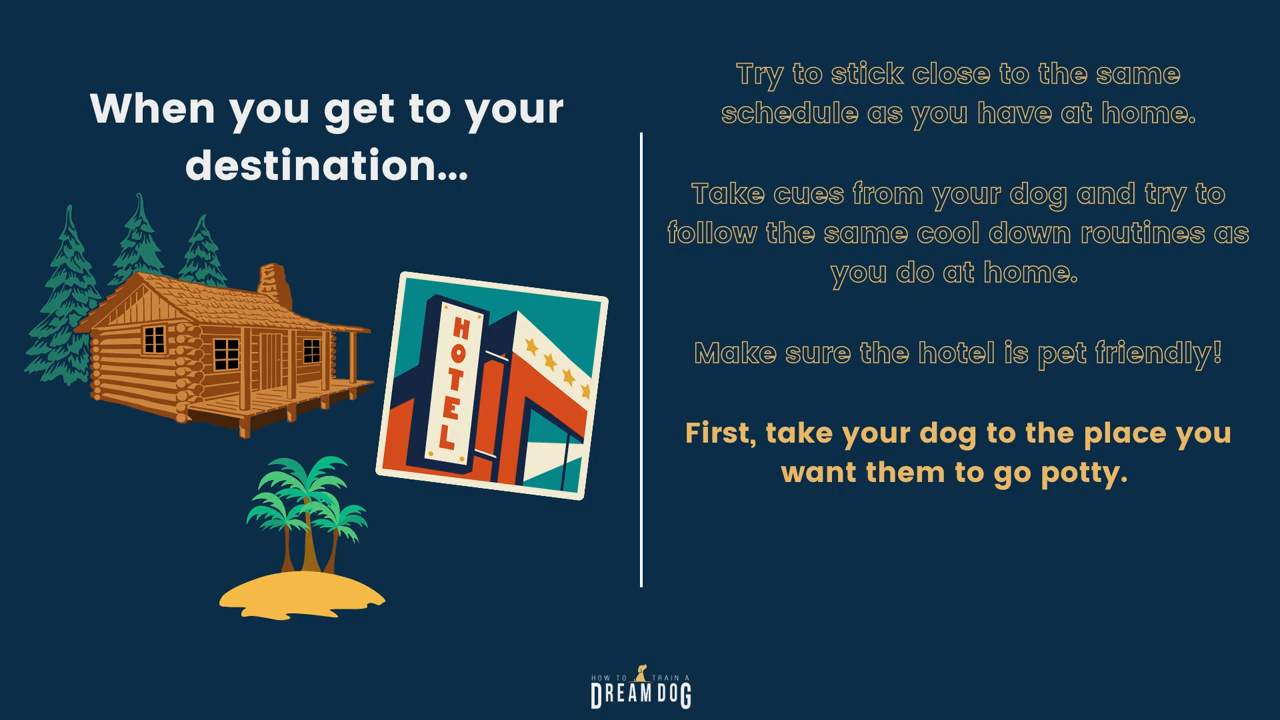 When you get to your
destination...
HOTEL
Try to stick close to the same
schedule as you have at home.
Take cues from your dog and try to
follow the same cool down routines as
you do at home.
Make sure the hotel is pet friendly!
First, take your dog to the place you
want them to go potty.
HOW TO TRAIN A
DREAM DOG